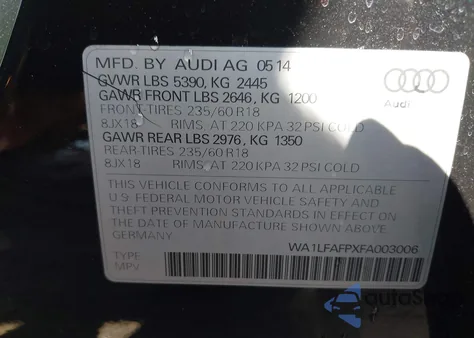 MFD. BY AUDI AG 05 14
GVWR LBS 5390, KG 2445
GAWR FRONT LBS 2646, KG 1200
FRONT-TIRES 235/60 R18
8JX18 RIMS AT 220 KPA 32 PSI COLD
GAWR REAR LBS 2976, KG 1350
REAR-TIRES 235/60 R18
8JX18 RIMS AT 220 KPA 32 PSI COLD
THIS VEHICLE CONFORMS TO ALL APPLICABLE
U.S. FEDERAL MOTOR VEHICLE SAFETY AND
THEFT PREVENTION STANDARDS IN EFFECT ON
THE DATE OF MANUFACTURE SHOWN ABOVE
WA1LFAFPXFA003006
TYPE
MPV
Audi